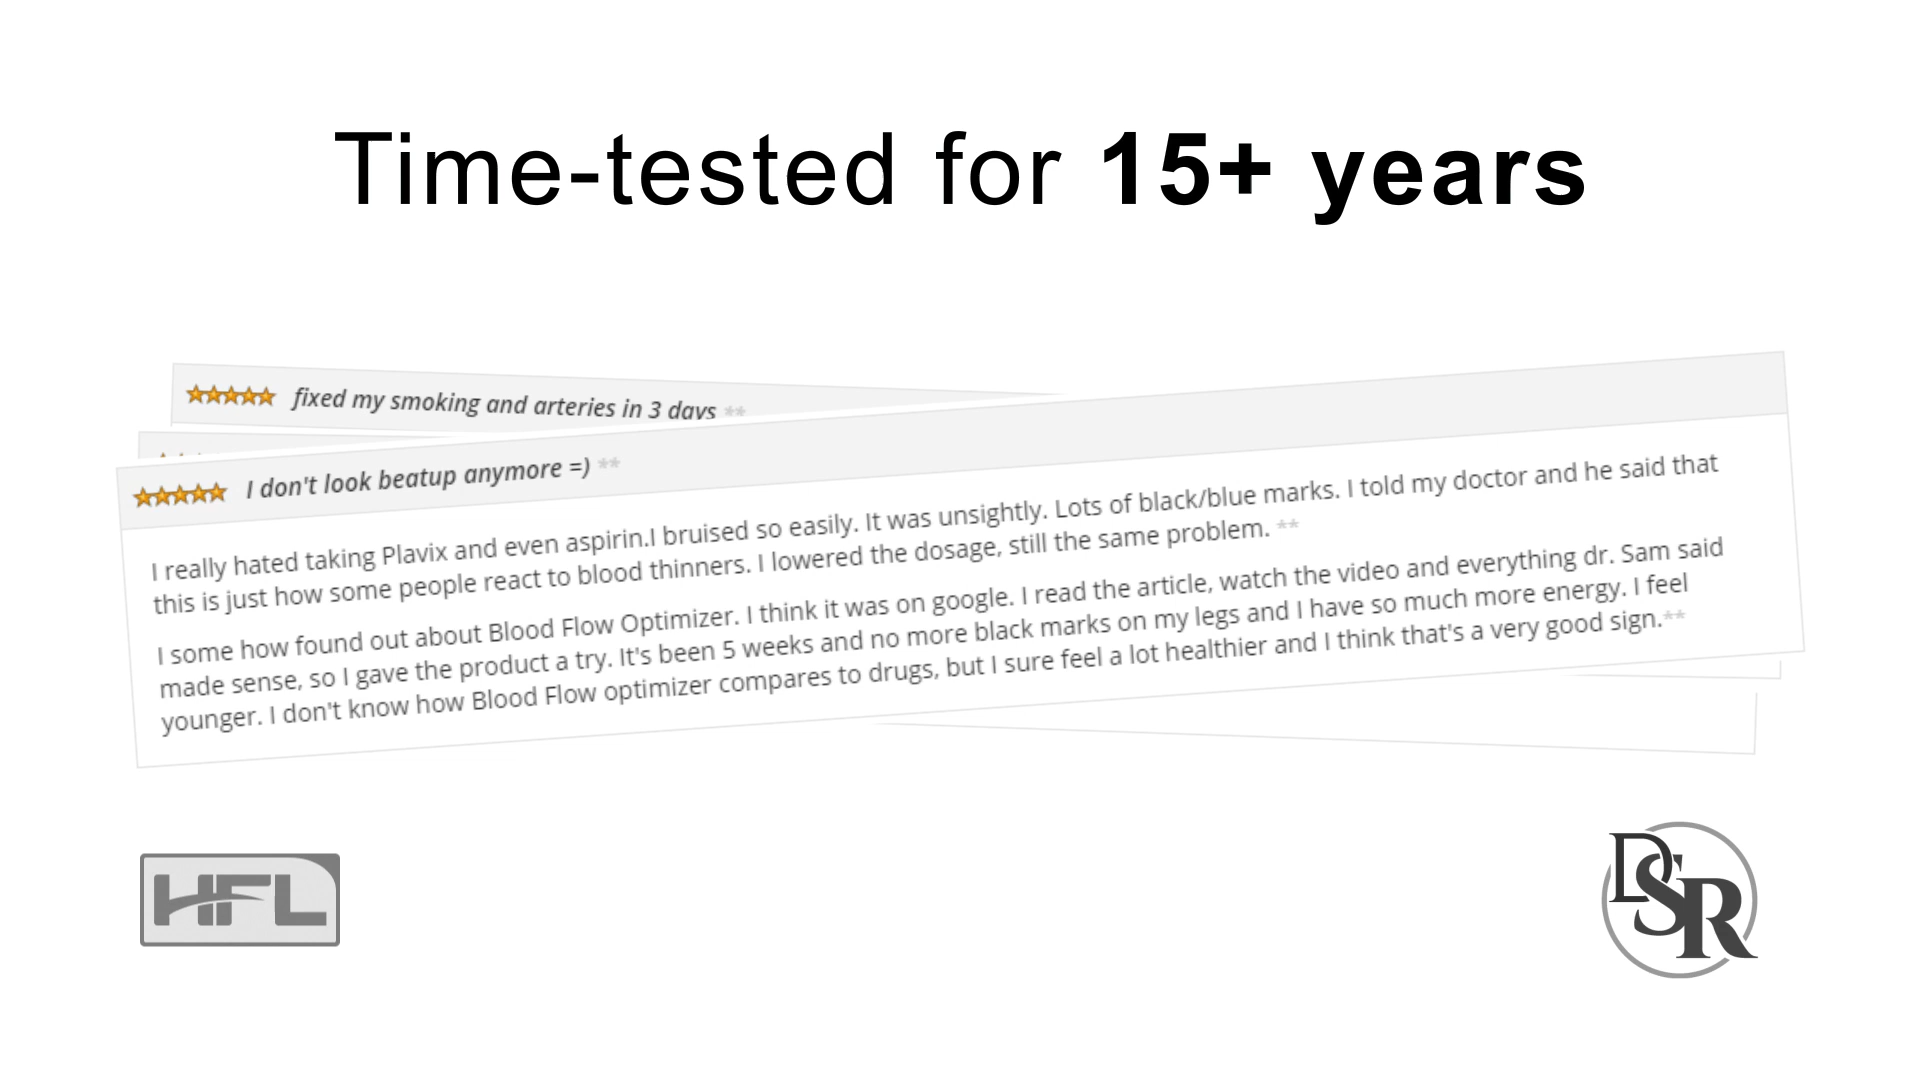 Time-tested for 15+ years
fixed my smoking and arteries in 3 days **
I don't look beatup anymore =) **
I really hated taking Plavix and even aspirin.I bruised so easily. It was unsightly. Lots of black/blue marks. I told my doctor and he said that
this is just how some people react to blood thinners. I lowered the dosage, still the same problem. **
I some how found out about Blood Flow Optimizer. I think it was on google. I read the article, watch the video and everything dr. Sam said
made sense, so I gave the product a try. It's been 5 weeks and no more black marks on my legs and I have so much more energy. I feel
younger. I don't know how Blood Flow optimizer compares to drugs, but I sure feel a lot healthier and I think that's a very good sign.**
HFL
DSR